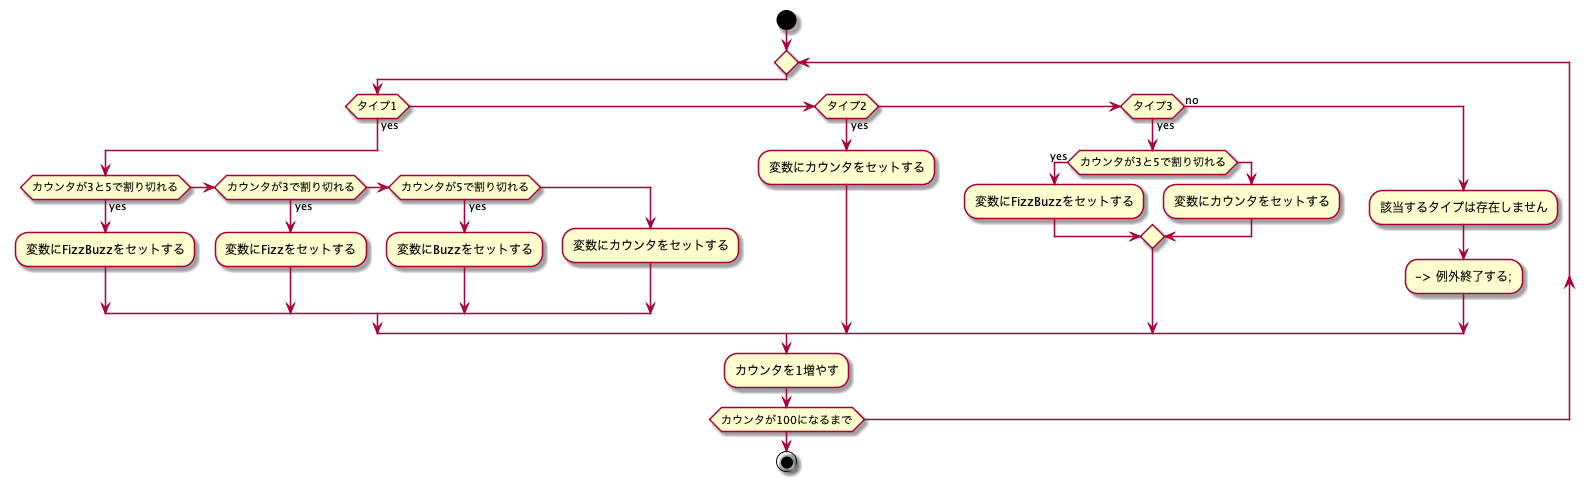 タイプ1
yes
カウンタが3と5で割り切れる
yes
変数にFizzBuzzをセットする
カウンタが3で割り切れる
yes
変数にFizzをセットする
カウンタが5で割り切れる
yes
変数にBuzzをセットする
変数にカウンタをセットする
タイプ2
yes
変数にカウンタをセットする
タイプ3
yes
no
yes
カウンタが3と5で割り切れる
変数にFizzBuzzをセットする
変数にカウンタをセットする
該当するタイプは存在しません
-> 例外終了する;
カウンタを1増やす
カウンタが100になるまで